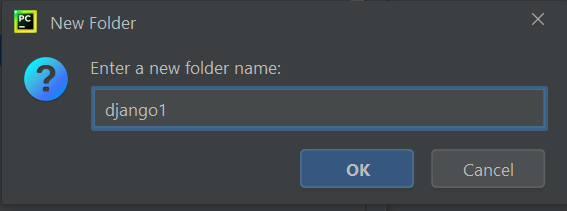 PC
New Folder
Enter a new folder name:
django1
OK
Cancel